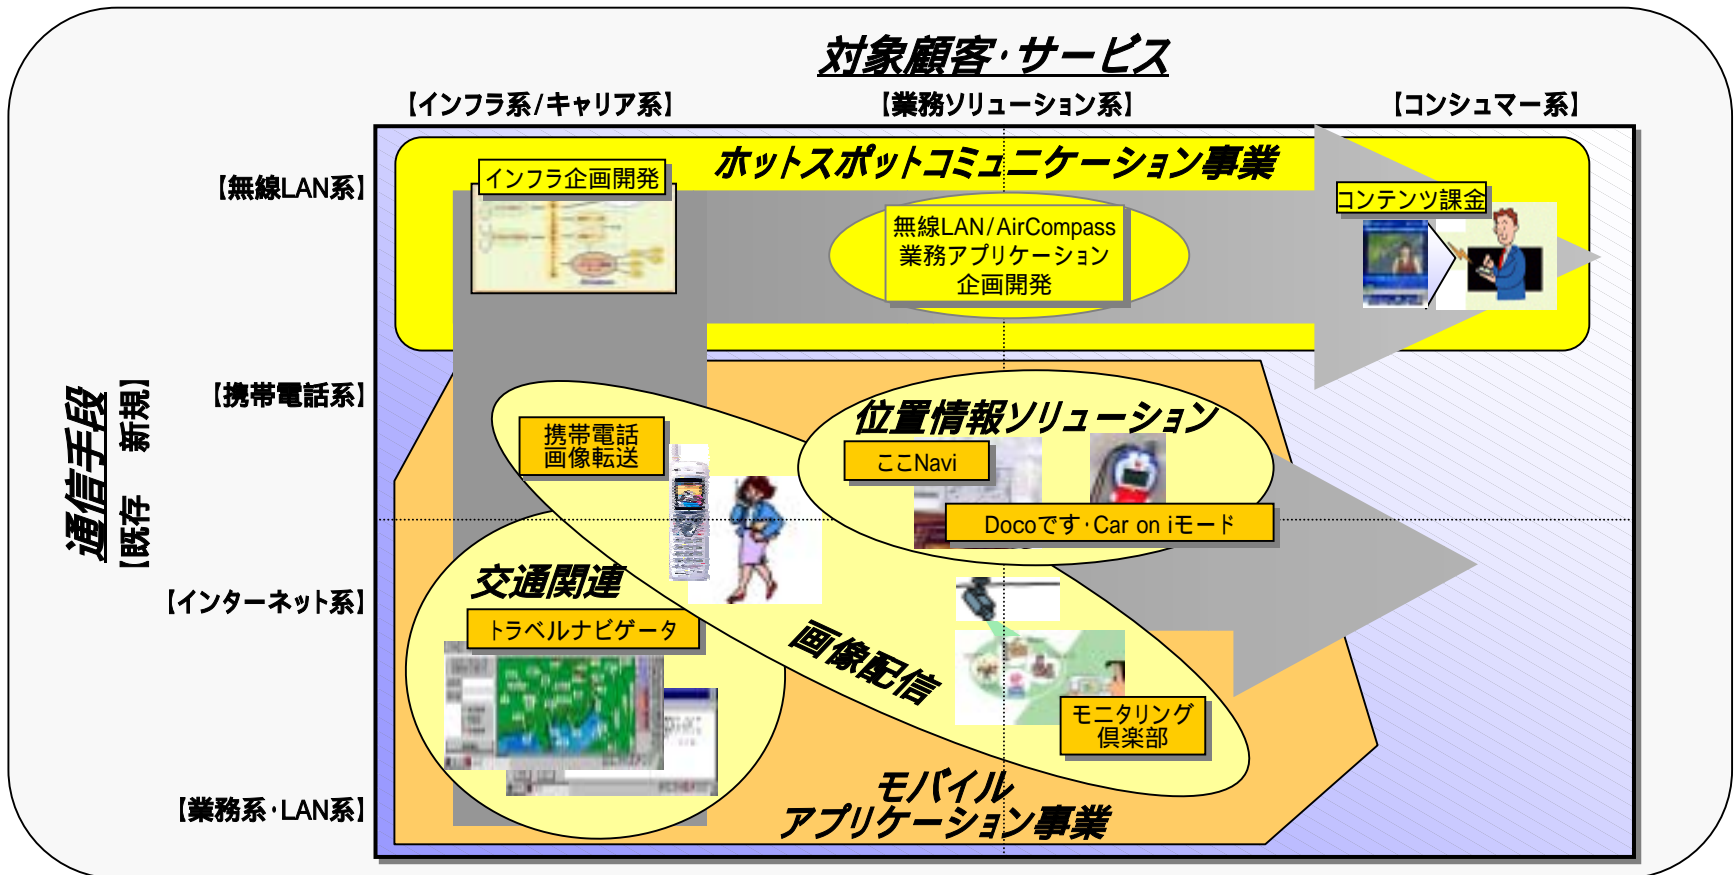 対象顧客･サービス
【インフラ系/キャリア系】
【業務ソリューション系】
【コンシュマー系】
通信手段
【既存　新規】
【無線LAN系】
【携帯電話系】
【インターネット系】
【業務系･LAN系】
ホットスポットコミュニケーション事業
インフラ企画開発
無線LAN/AirCompass
業務アプリケーション
企画開発
コンテンツ課金
携帯電話
画像転送
位置情報ソリューション
ここNavi
Docoです･Car on iモード
交通関連
トラベルナビゲータ
画像配信
モニタリング
倶楽部
モバイル
アプリケーション事業